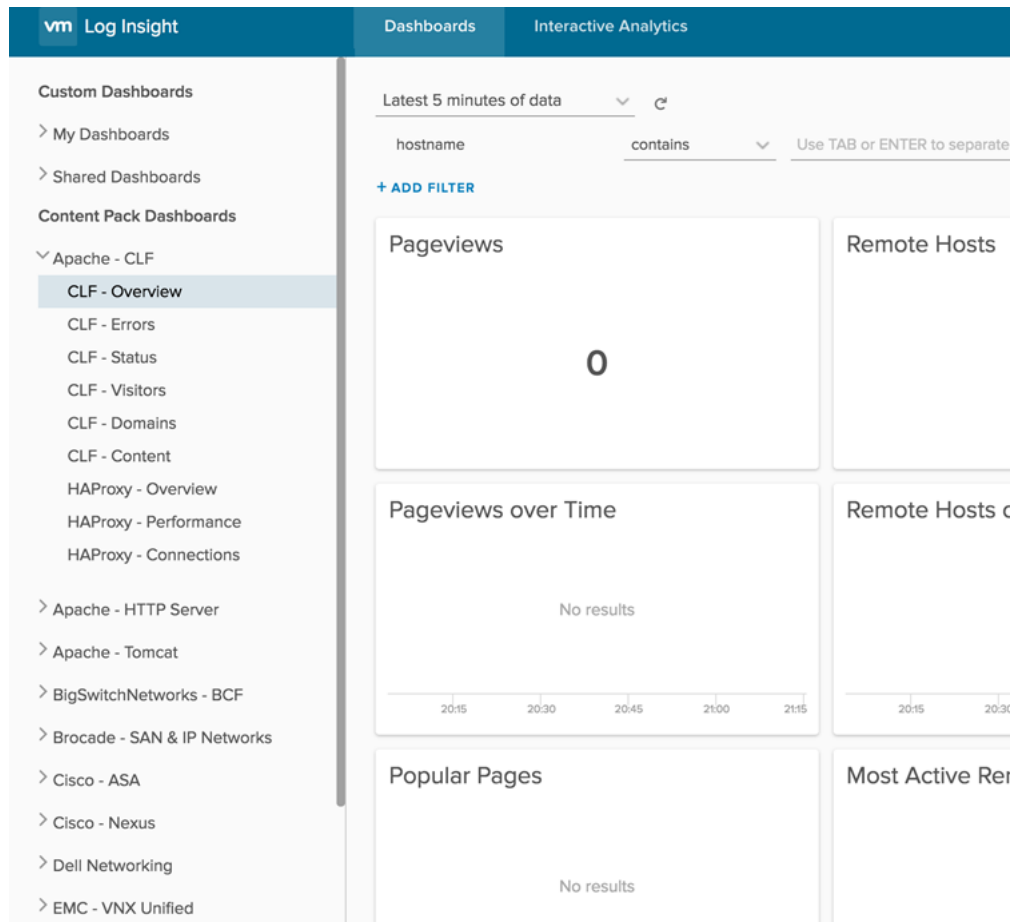 vm Log Insight
Dashboards
Interactive Analytics
Custom Dashboards
My Dashboards
Shared Dashboards
Content Pack Dashboards
Apache - CLF
CLF - Overview
CLF - Errors
CLF - Status
CLF - Visitors
CLF - Domains
CLF - Content
HAProxy - Overview
HAProxy - Performance
HAProxy - Connections
Apache - HTTP Server
Apache - Tomcat
BigSwitchNetworks - BCF
Brocade - SAN & IP Networks
Cisco - ASA
Cisco - Nexus
Dell Networking
EMC - VNX Unified
Latest 5 minutes of data
hostname
contains
Use TAB or ENTER to separate
+ ADD FILTER
Pageviews
0
Remote Hosts
Pageviews over Time
No results
20:15 20:30 20:45 21:00 21:15
Remote Hosts
20:15 20:30
Popular Pages
No results
Most Active